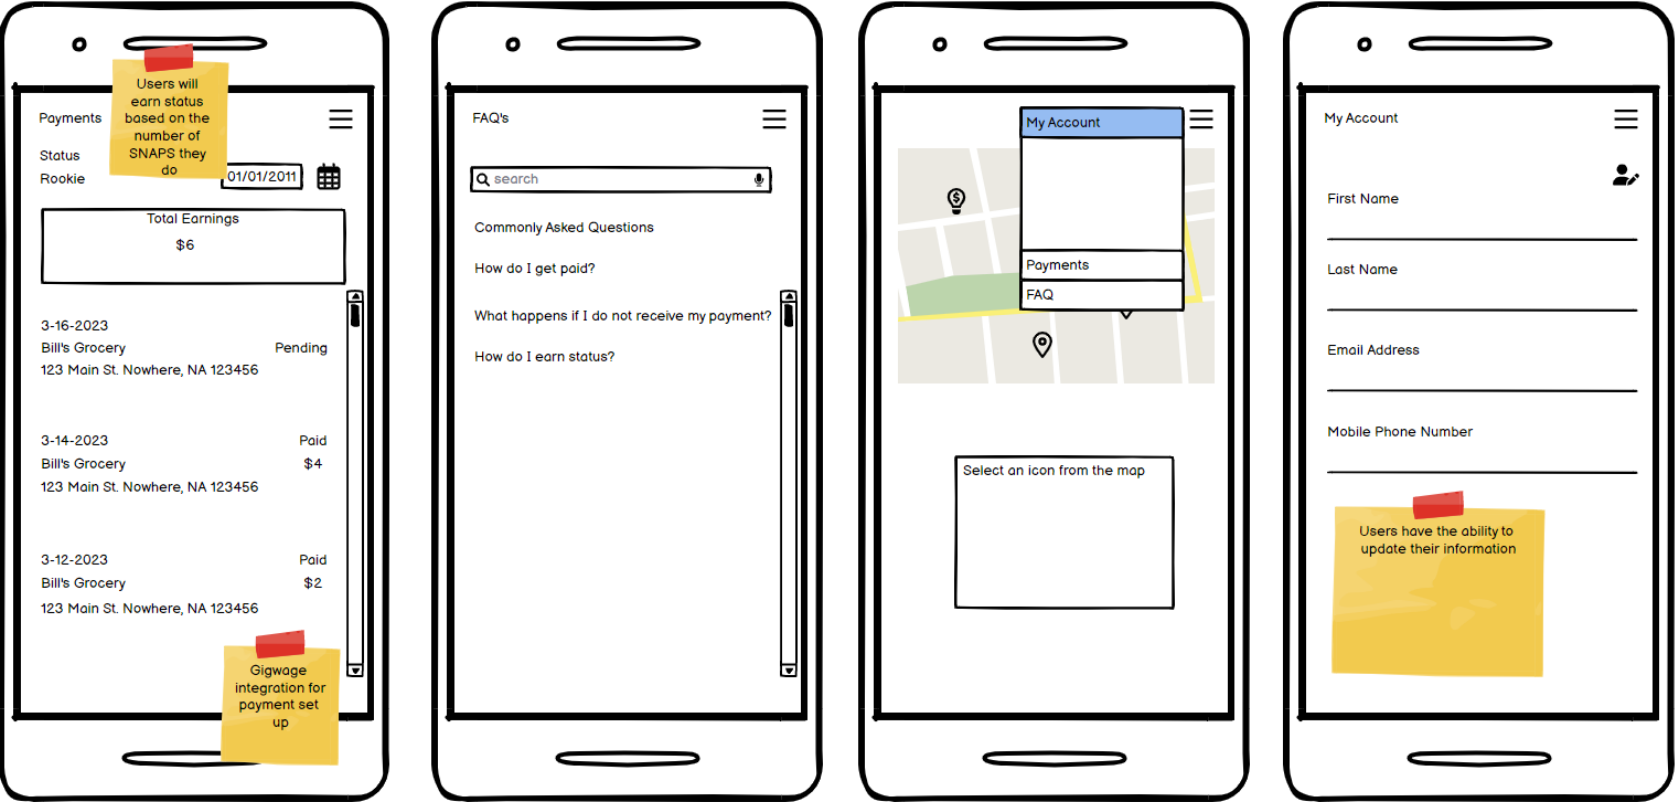 Payments
Users will
earn status
based on the
number of
SNAPS they
do
Status
Rookie
01/01/2011
Total Earnings
$6
3-16-2023
Bill's Grocery
Pending
123 Main St. Nowhere, NA 123456
3-14-2023
Paid
Bill's Grocery
$4
123 Main St. Nowhere, NA 123456
3-12-2023
Paid
Bill's Grocery
$2
123 Main St. Nowhere, NA 123456
Gigwage
integration for
payment set
up
FAQ's
search
Commonly Asked Questions
How do I get paid?
What happens if I do not receive my payment?
How do I earn status?
My Account
$
Payments
FAQ
Select an icon from the map
My Account
First Name
Last Name
Email Address
Mobile Phone Number
Users have the ability to
update their information